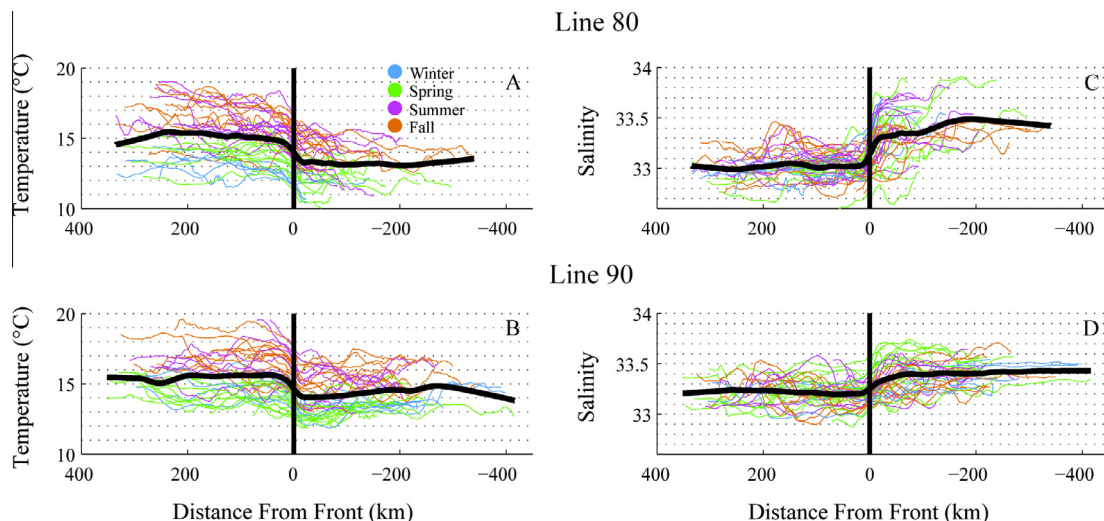 Line 80
Temperature (°C)
20
15
10
A
Winter
Spring
Summer
Fall
400
200
0
−200
−400
Salinity
34
33.5
33
C
400
200
0
−200
−400
Line 90
Temperature (°C)
20
15
10
B
400
200
0
−200
−400
Distance From Front (km)
Salinity
34
33.5
33
D
400
200
0
−200
−400
Distance From Front (km)